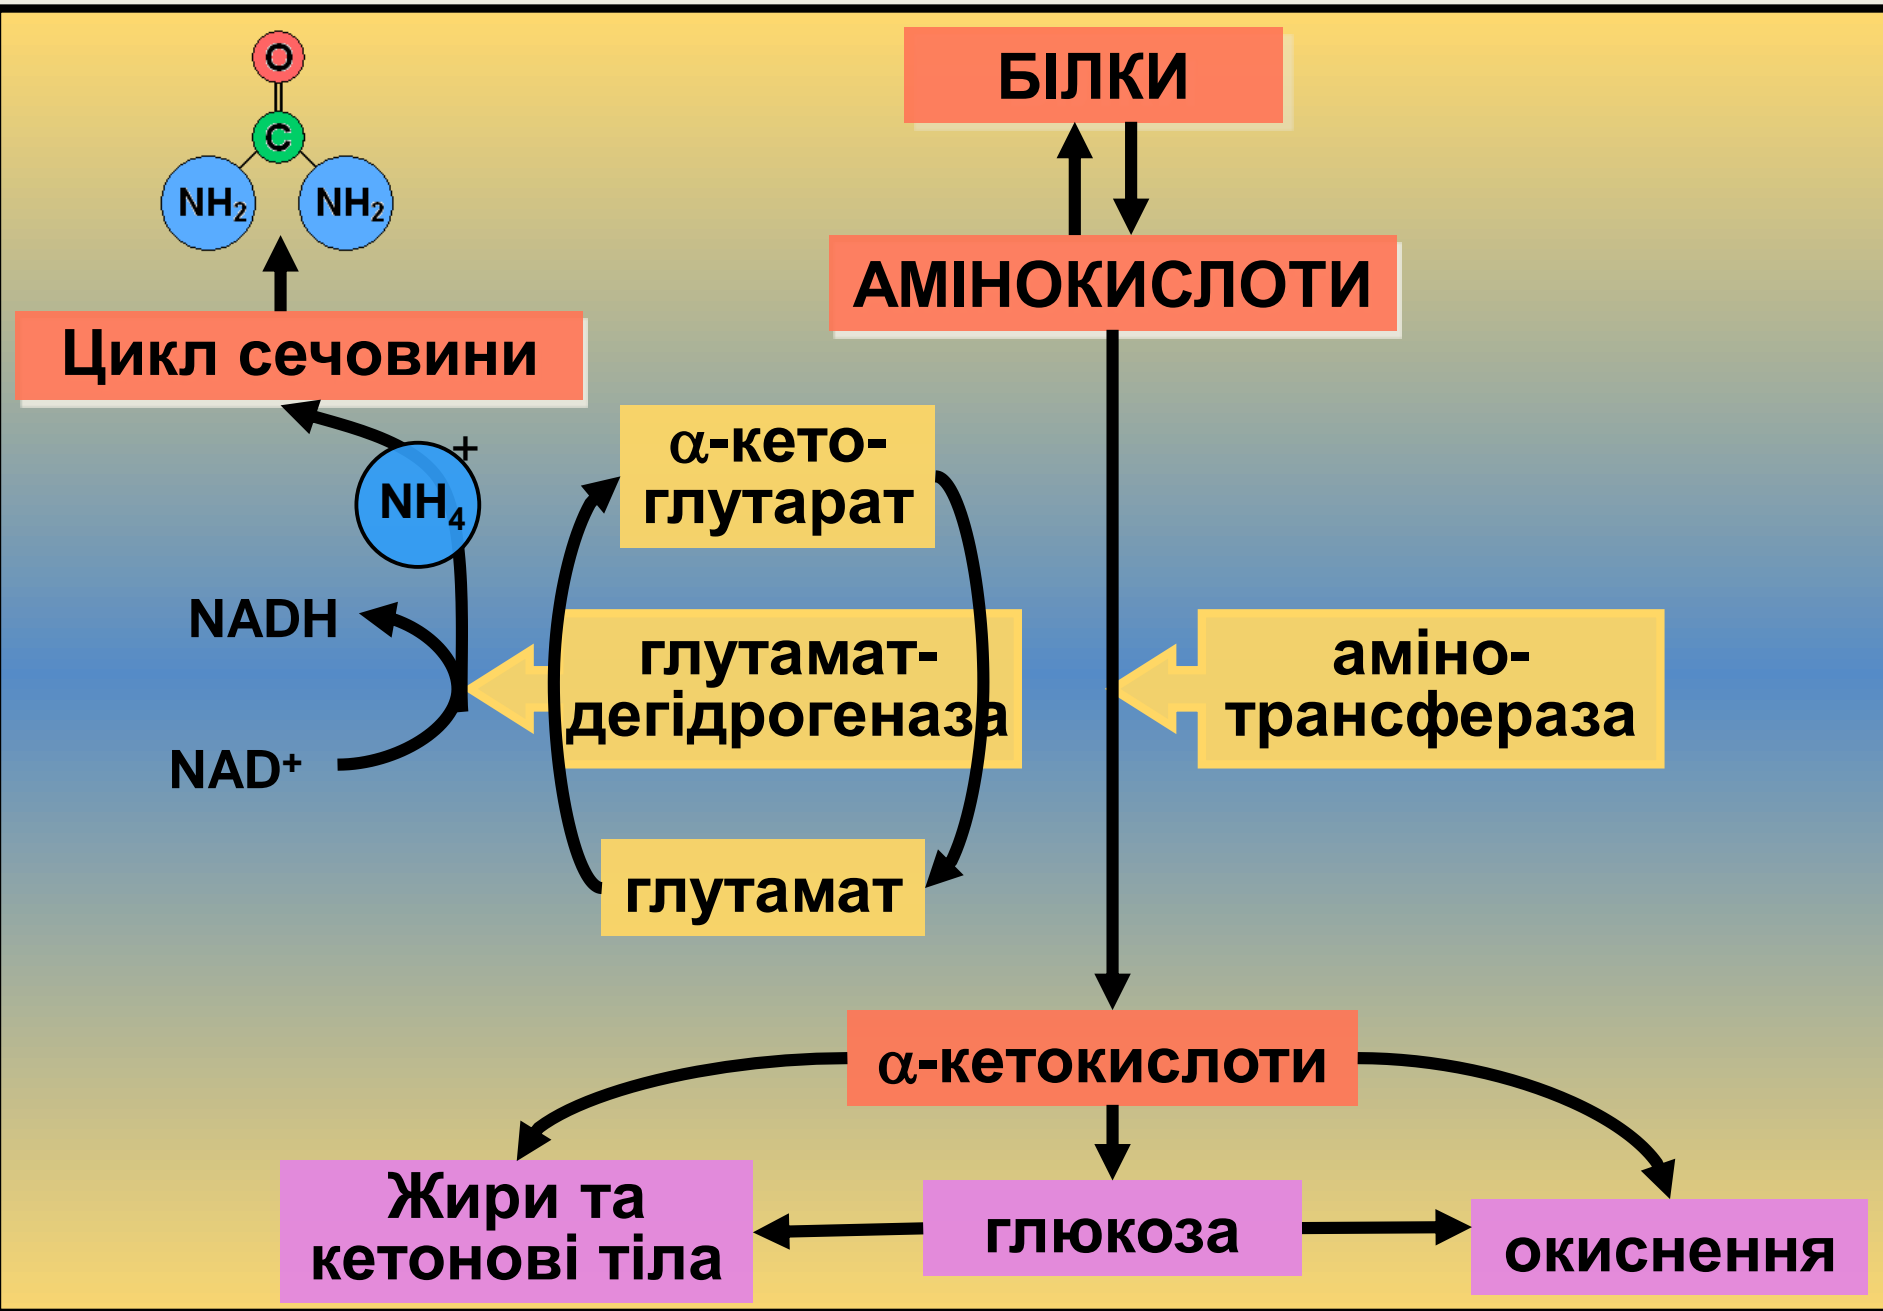 O
C
NH₂ NH₂
БІЛКИ
АМІНОКИСЛОТИ
Цикл сечовини
α-кето-
глутарат
NH₄⁺
NADH
NAD⁺
глутамат-
дегідрогеназа
аміно-
трансфераза
глутамат
α-кетокислоти
Жири та
кетонові тіла
глюкоза
окиснення